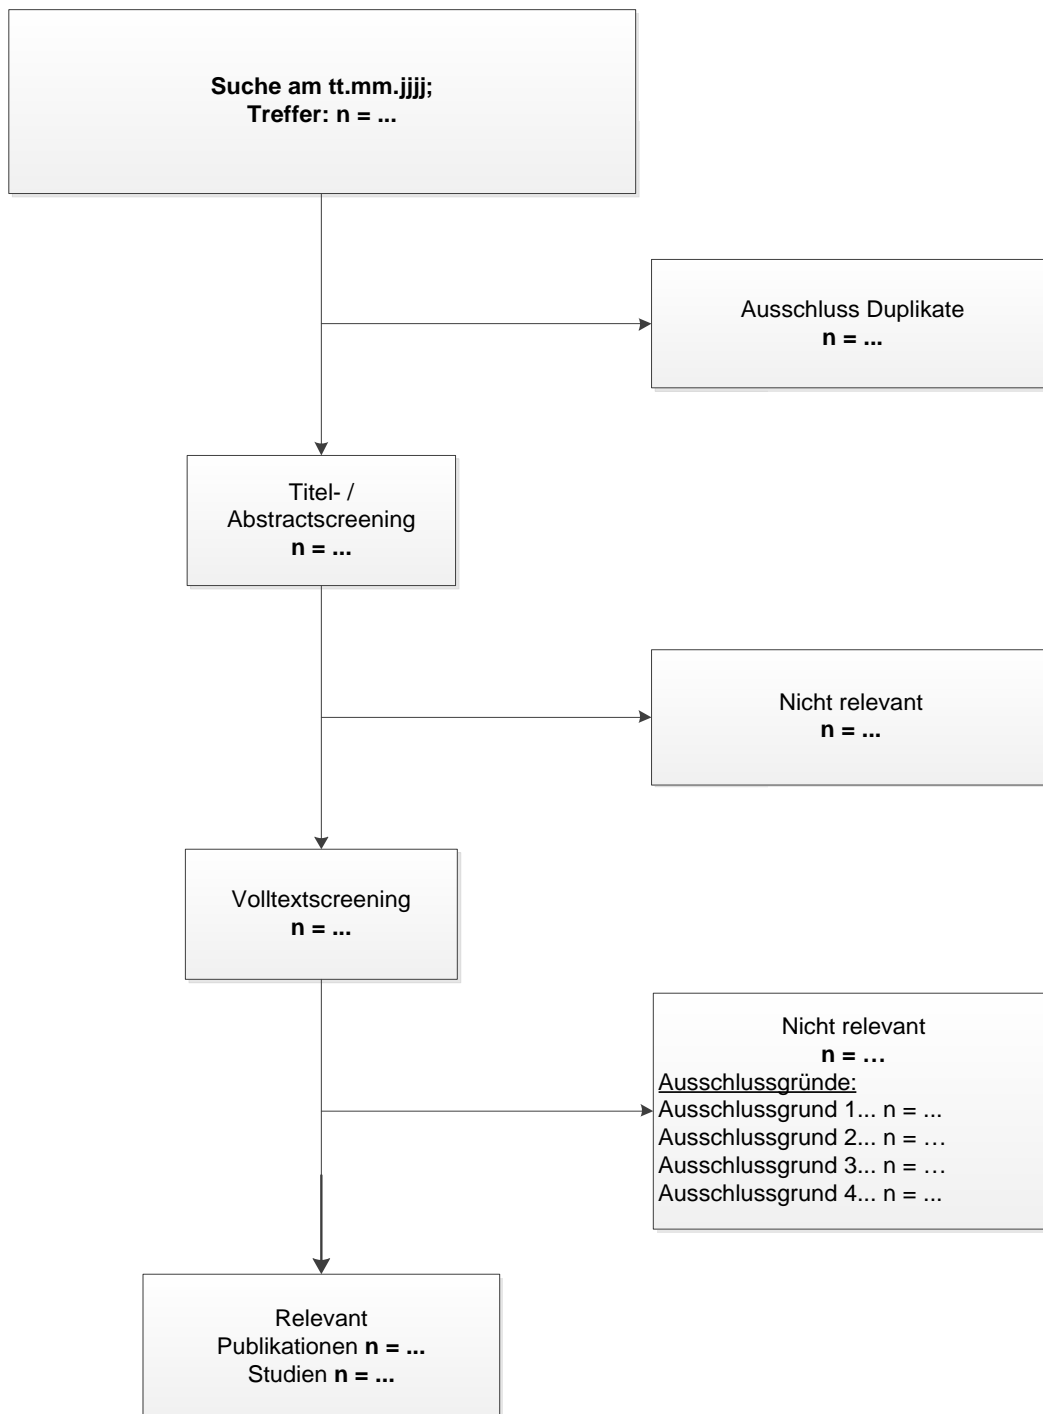 Suche am tt.mm.jjjj;
Treffer: n = ...
Ausschluss Duplikate
n = ...
Titel- /
Abstractscreening
n = ...
Nicht relevant
n = ...
Volltextscreening
n = ...
Nicht relevant
n = …
Ausschlussgründe:
Ausschlussgrund 1... n = ...
Ausschlussgrund 2... n = …
Ausschlussgrund 3... n = …
Ausschlussgrund 4... n = ...
Relevant
Publikationen n = ...
Studien n = ...